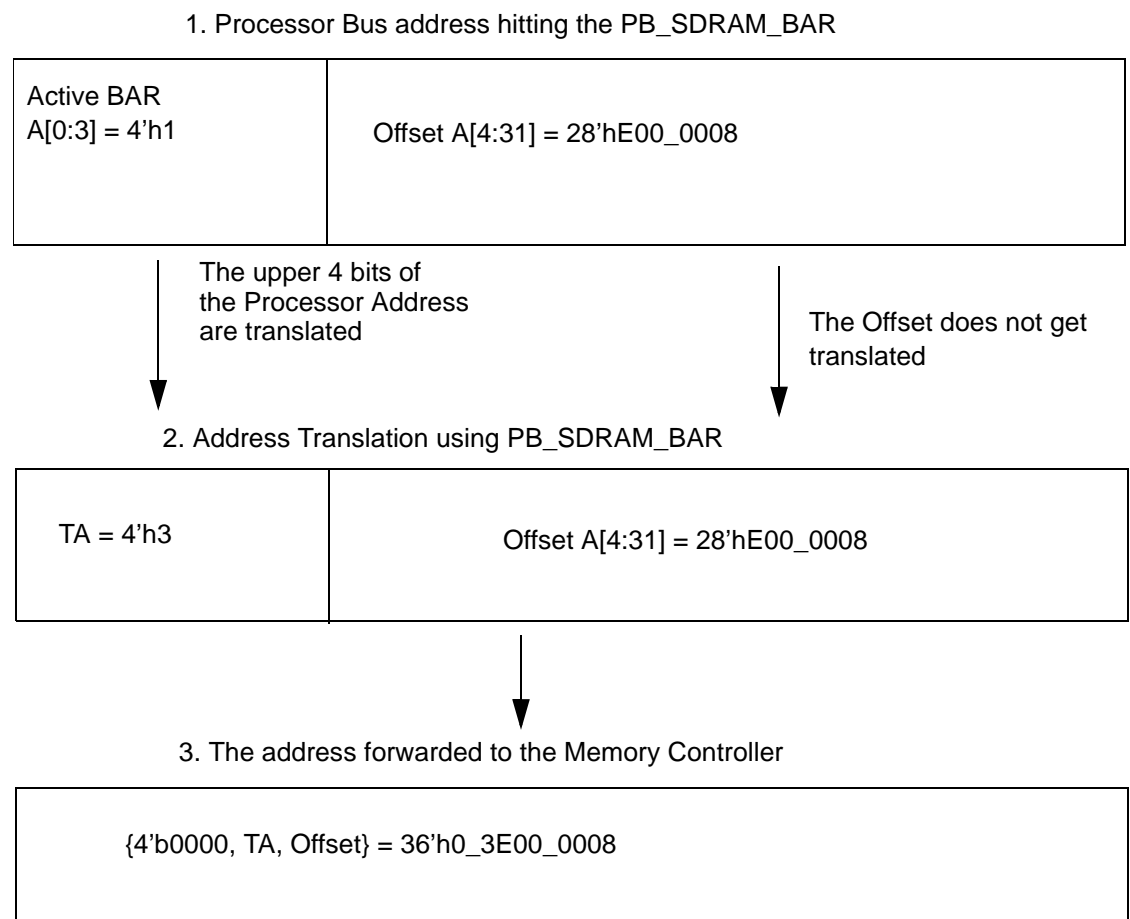 1. Processor Bus address hitting the PB_SDRAM_BAR
Active BAR
A[0:3] = 4’h1
Offset A[4:31] = 28’hE00_0008
The upper 4 bits of
the Processor Address
are translated
The Offset does not get
translated
2. Address Translation using PB_SDRAM_BAR
TA = 4’h3
Offset A[4:31] = 28’hE00_0008
3. The address forwarded to the Memory Controller
{4’b0000, TA, Offset} = 36’h0_3E00_0008